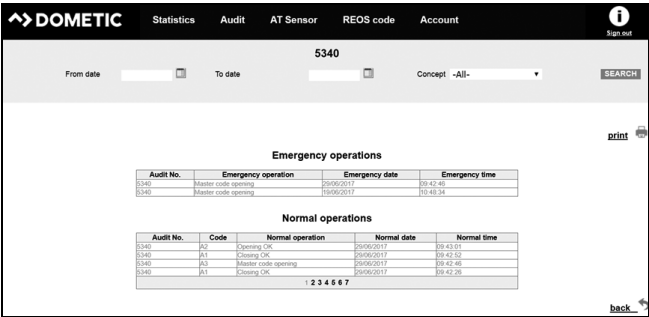 DOMETIC Statistics Audit AT Sensor REOS code Account
Sign out
5340
From date To date Concept -All- SEARCH
print
Emergency operations
Audit No. Emergency operation Emergency date Emergency time
5340 Master code opening 29/06/2017 09:42:46
5340 Master code opening 19/06/2017 10:48:34
Normal operations
Audit No. Code Normal operation Normal date Normal time
5340 A2 Opening OK 29/06/2017 09:43:01
5340 A1 Closing OK 29/06/2017 09:42:52
5340 A3 Master code opening 29/06/2017 09:42:46
5340 A1 Closing OK 29/06/2017 09:42:26
1 2 3 4 5 6 7
back